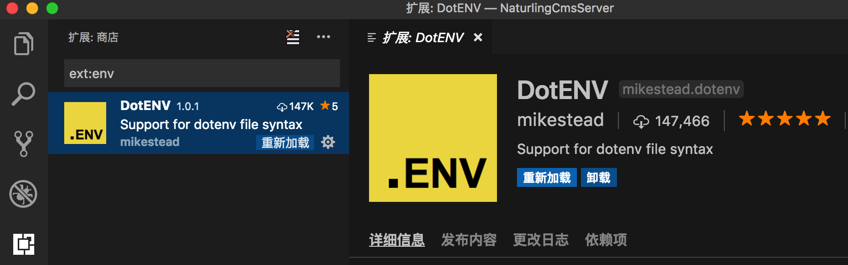 扩展: DotENV — NaturlingCmsServer
扩展: 商店
ext:env
DotENV 1.0.1 147K 5
Support for dotenv file syntax
mikestead 重新加载
.ENV
扩展: DotENV
.ENV
DotENV mikestead.dotenv
mikestead 147,466
Support for dotenv file syntax
重新加载 卸载
详细信息 发布内容 更改日志 依赖项